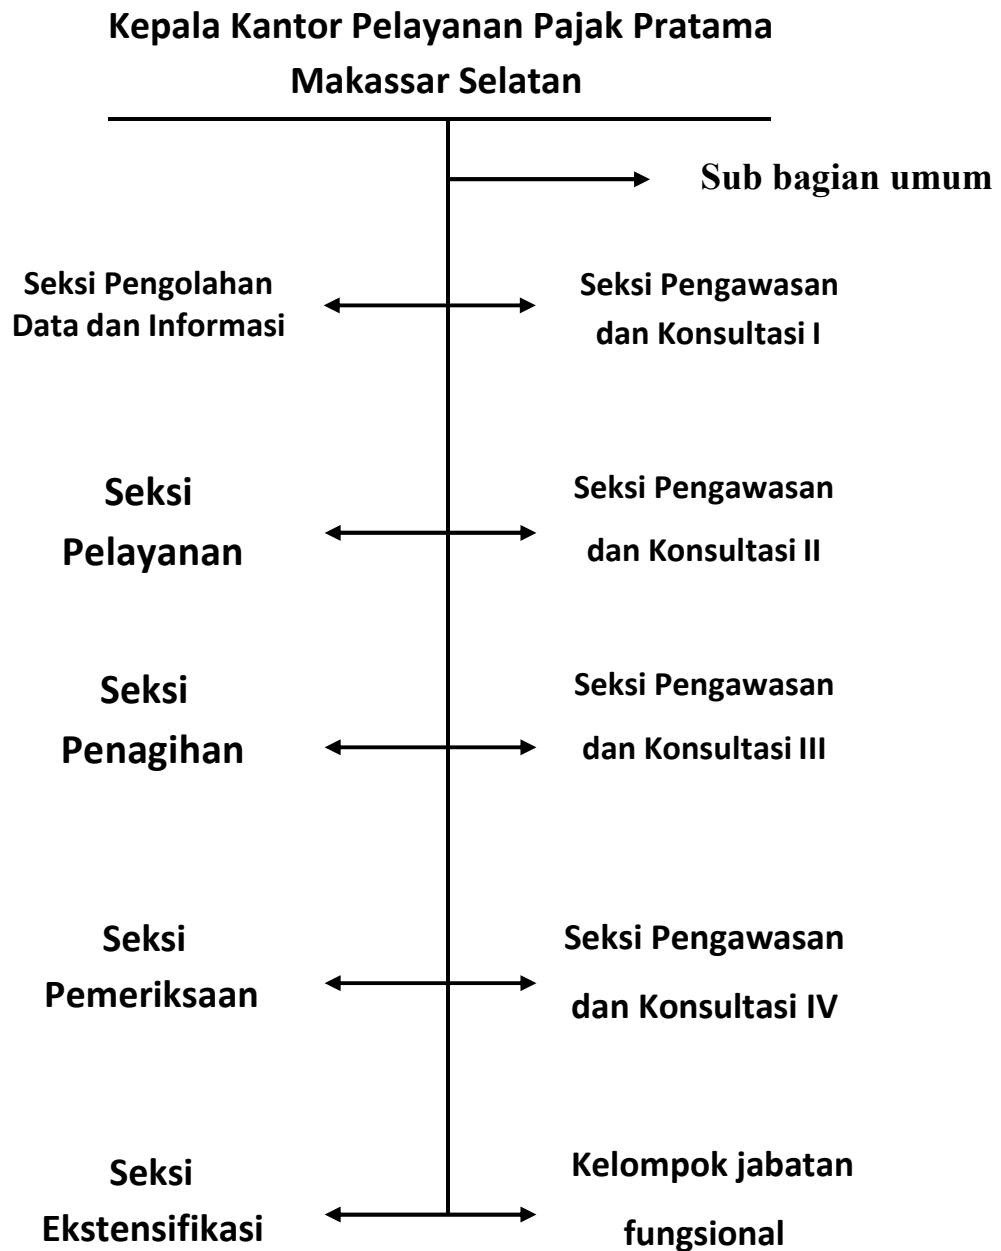 Kepala Kantor Pelayanan Pajak Pratama
Makassar Selatan
Sub bagian umum
Seksi Pengolahan
Data dan Informasi
Seksi Pengawasan
dan Konsultasi I
Seksi
Pelayanan
Seksi Pengawasan
dan Konsultasi II
Seksi
Penagihan
Seksi Pengawasan
dan Konsultasi III
Seksi
Pemeriksaan
Seksi Pengawasan
dan Konsultasi IV
Seksi
Ekstensifikasi
Kelompok jabatan
fungsional